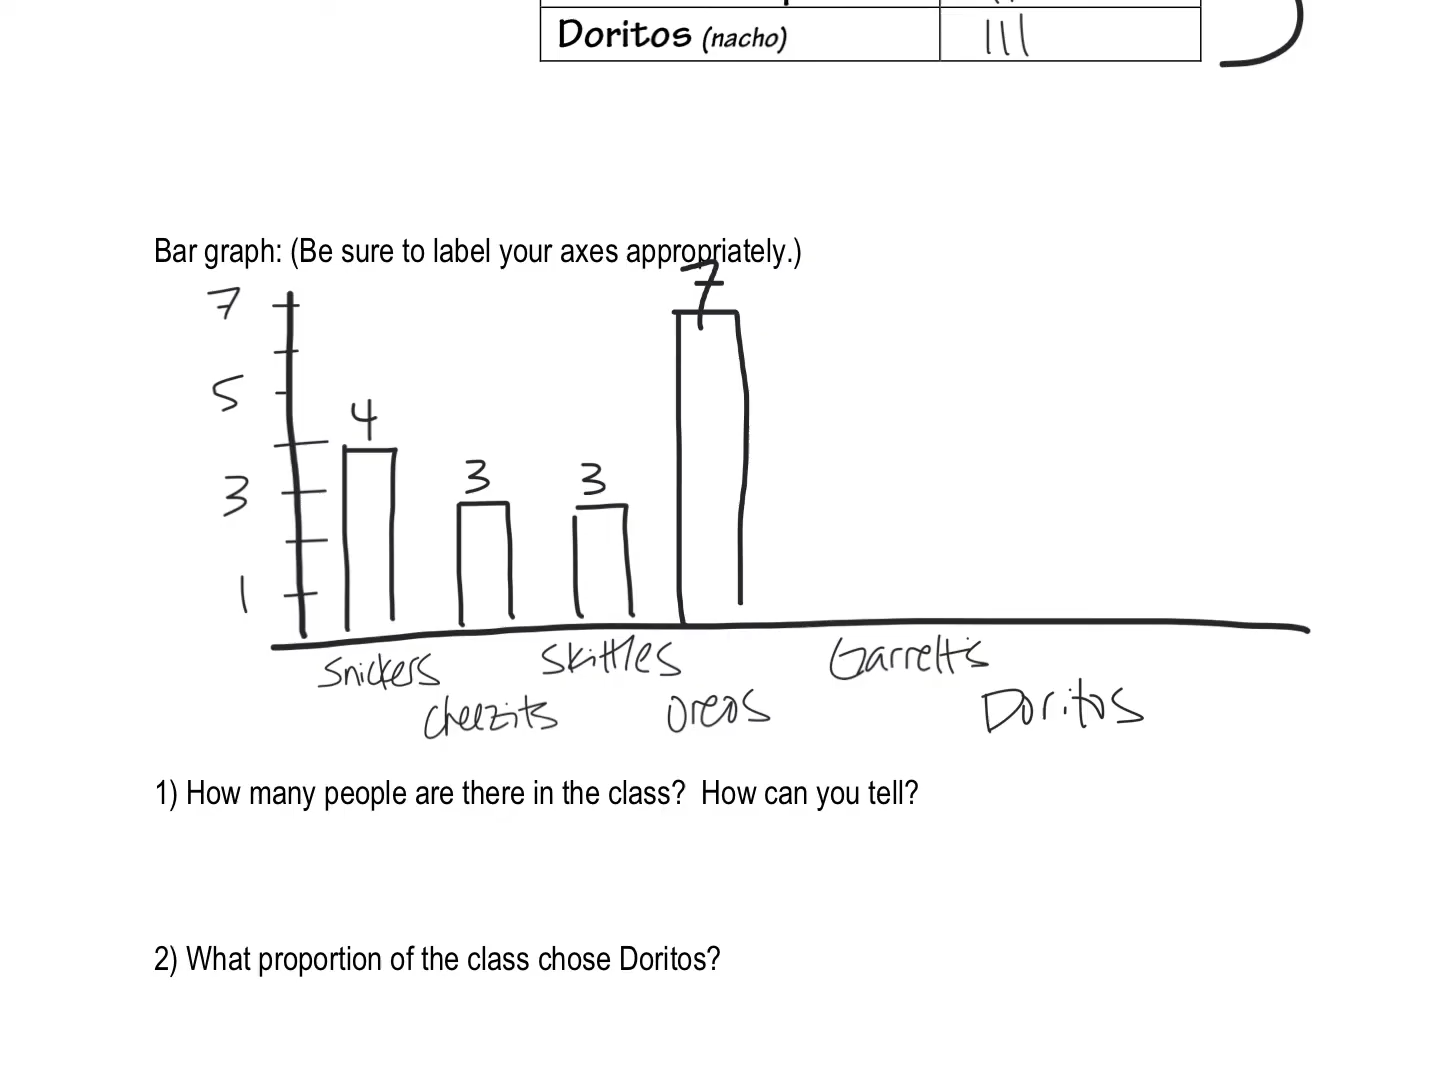 Doritos (nacho) |||
Bar graph: (Be sure to label your axes appropriately.)
7
7
5
4
3
3
3
1
Snickers
Skittles
Garrett's
Cheezits
Oreos
Doritos
1) How many people are there in the class? How can you tell?
2) What proportion of the class chose Doritos?